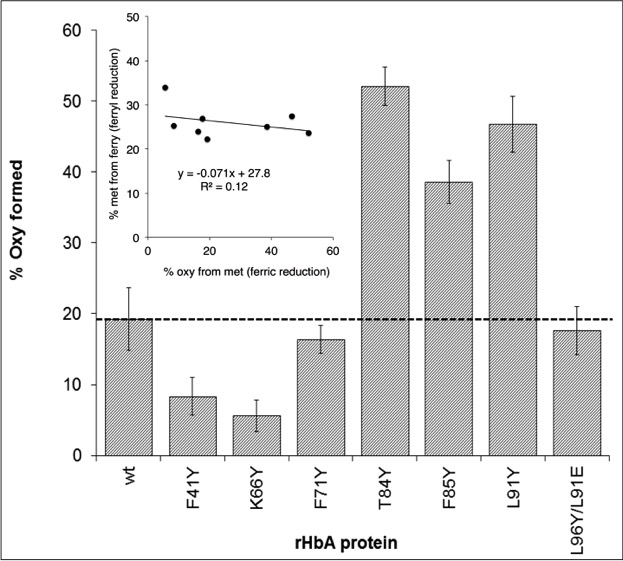 % Oxy formed
60
50
40
30
20
10
0
% met from ferry (ferryl reduction)
50
40
30
20
10
0
y = -0.071x + 27.8
R² = 0.12
0 20 40 60
% oxy from met (ferric reduction)
wt F41Y K66Y F71Y T84Y F85Y L91Y L96Y/L91E
rHbA protein